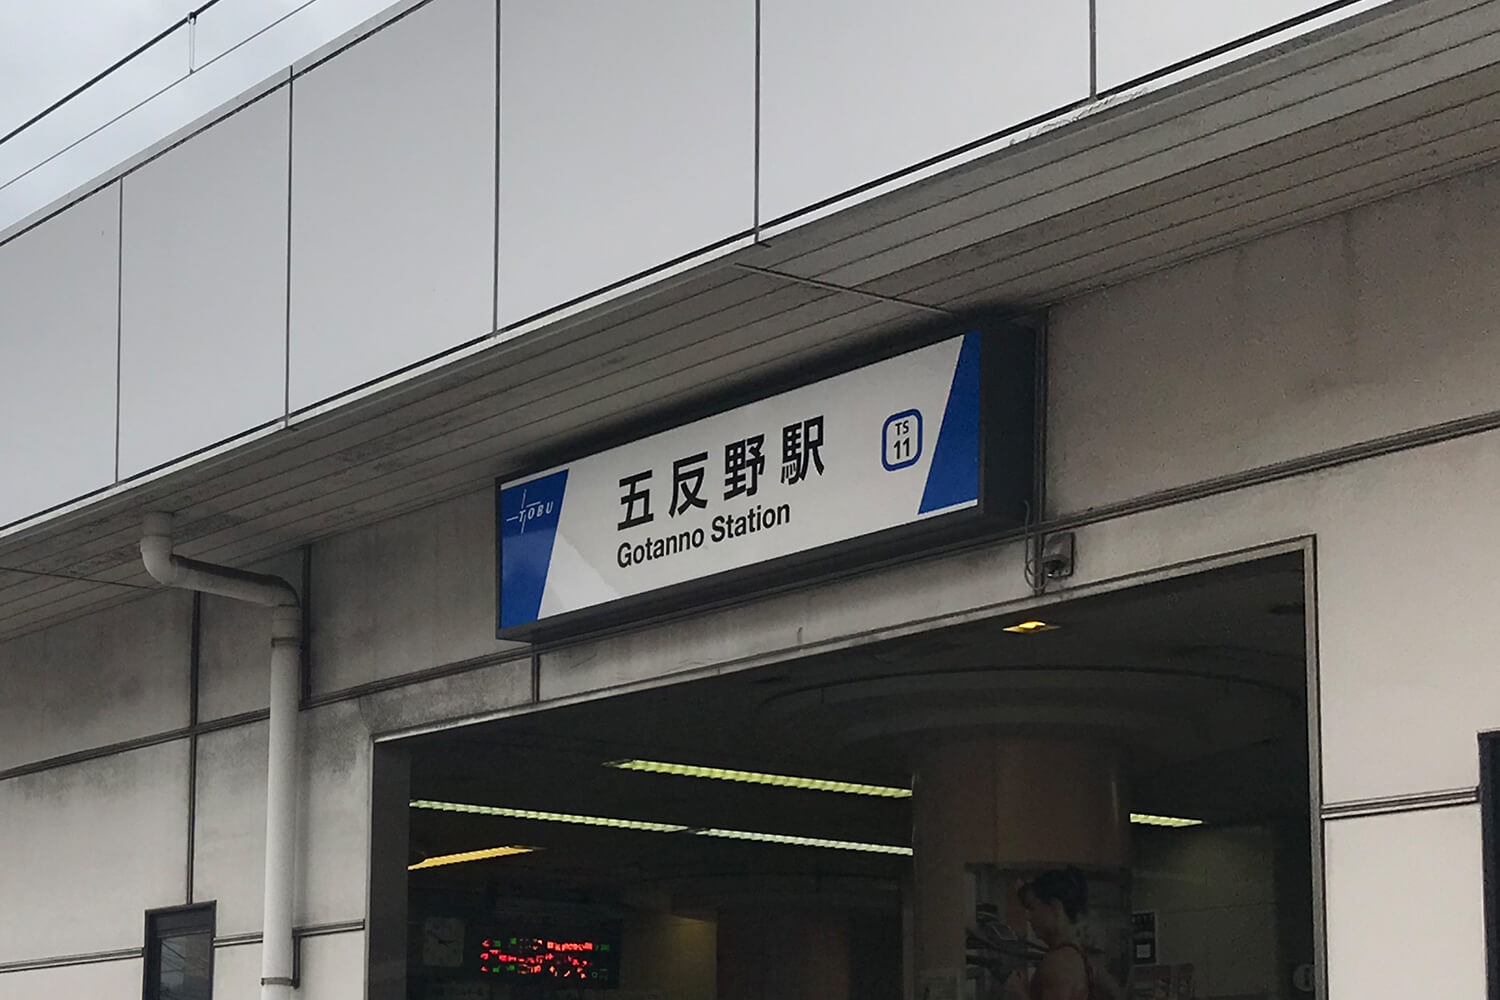 TOBU
五反野駅
Gotanno Station
TS
11